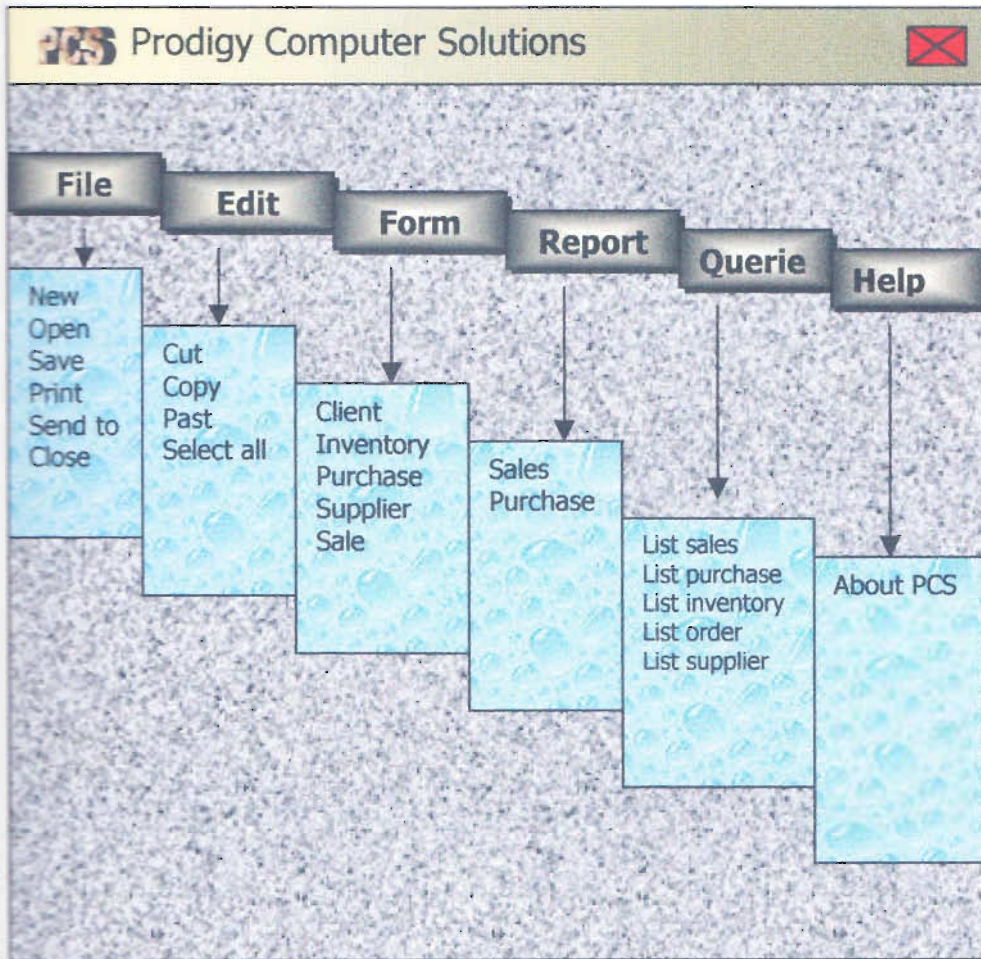 PCS Prodigy Computer Solutions
File
Edit
Form
Report
Querie
Help
New
Open
Save
Print
Send to
Close
Cut
Copy
Past
Select all
Client
Inventory
Purchase
Supplier
Sale
Sales
Purchase
List sales
List purchase
List inventory
List order
List supplier
About PCS